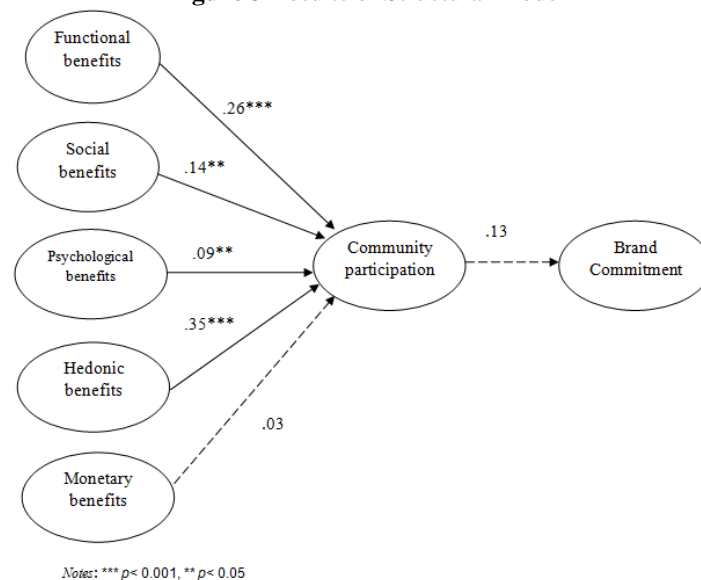 Functional
benefits
.26***
Social
benefits
.14**
Psychological
benefits
.09**
Community
participation
.13
Brand
Commitment
.35***
Hedonic
benefits
.03
Monetary
benefits
Notes: *** p< 0.001, ** p< 0.05